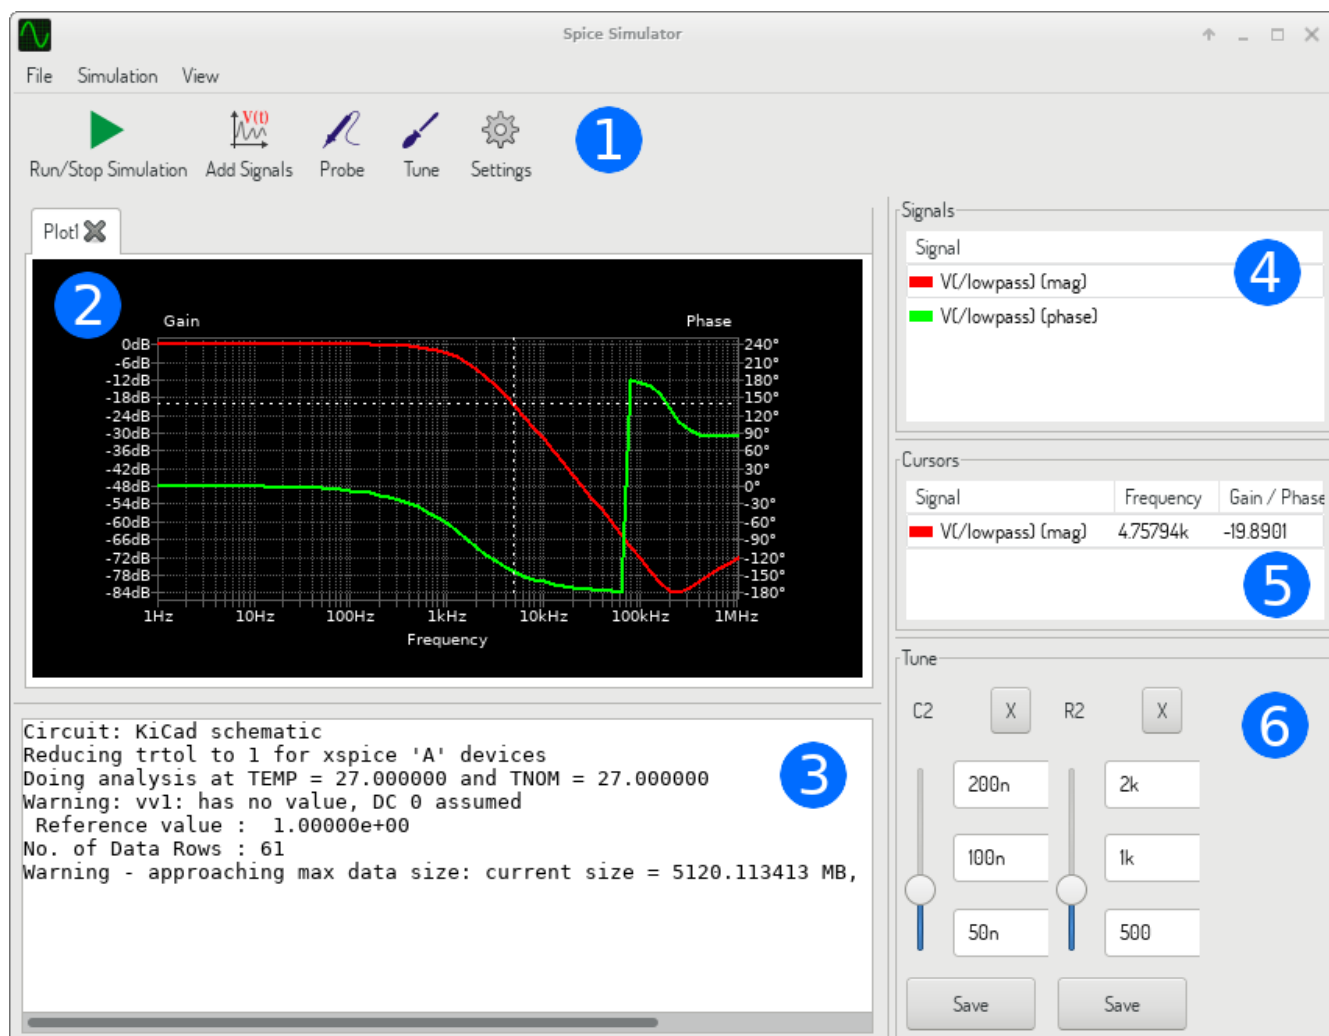 Spice Simulator
File Simulation View
Run/Stop Simulation Add Signals Probe Tune Settings
1
Plot1
2
Gain Phase
0dB 240°
-6dB 210°
-12dB 180°
-18dB 150°
-24dB 120°
-30dB 90°
-36dB 60°
-42dB 30°
-48dB 0°
-54dB -30°
-60dB -60°
-66dB -90°
-72dB -120°
-78dB -150°
-84dB -180°
1Hz 10Hz 100Hz 1kHz 10kHz 100kHz 1MHz
Frequency
Circuit: KiCad schematic
Reducing trtol to 1 for xspice 'A' devices
Doing analysis at TEMP = 27.000000 and TNOM = 27.000000
Warning: vv1: has no value, DC 0 assumed
Reference value : 1.00000e+00
No. of Data Rows : 61
Warning - approaching max data size: current size = 5120.113413 MB,
3
Signals
Signal
V(/lowpass) (mag)
V(/lowpass) (phase)
4
Cursors
Signal Frequency Gain / Phase
V(/lowpass) (mag) 4.75794k -19.8901
5
Tune
C2 X R2 X
6
200n 2k
100n 1k
50n 500
Save Save
V(t)